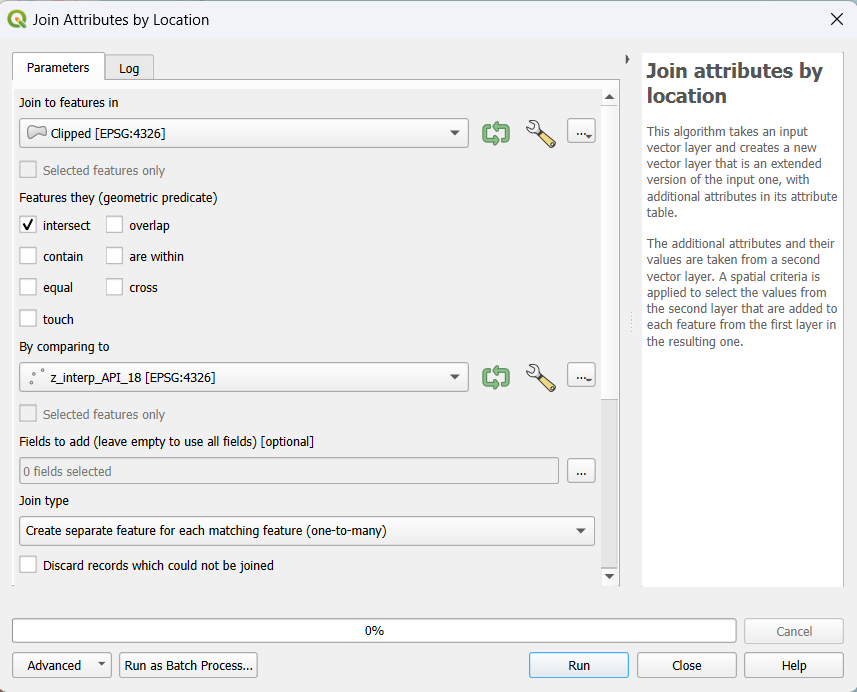 Join Attributes by Location
Parameters
Log
Join to features in
Clipped [EPSG:4326]
...
Selected features only
Features they (geometric predicate)
intersect
overlap
contain
are within
equal
cross
touch
By comparing to
z_interp_API_18 [EPSG:4326]
...
Selected features only
Fields to add (leave empty to use all fields) [optional]
0 fields selected
...
Join type
Create separate feature for each matching feature (one-to-many)
Discard records which could not be joined
Join attributes by
location
This algorithm takes an input
vector layer and creates a new
vector layer that is an extended
version of the input one, with
additional attributes in its attribute
table.
The additional attributes and their
values are taken from a second
vector layer. A spatial criteria is
applied to select the values from
the second layer that are added to
each feature from the first layer in
the resulting one.
0%
Cancel
Advanced
Run as Batch Process...
Run
Close
Help